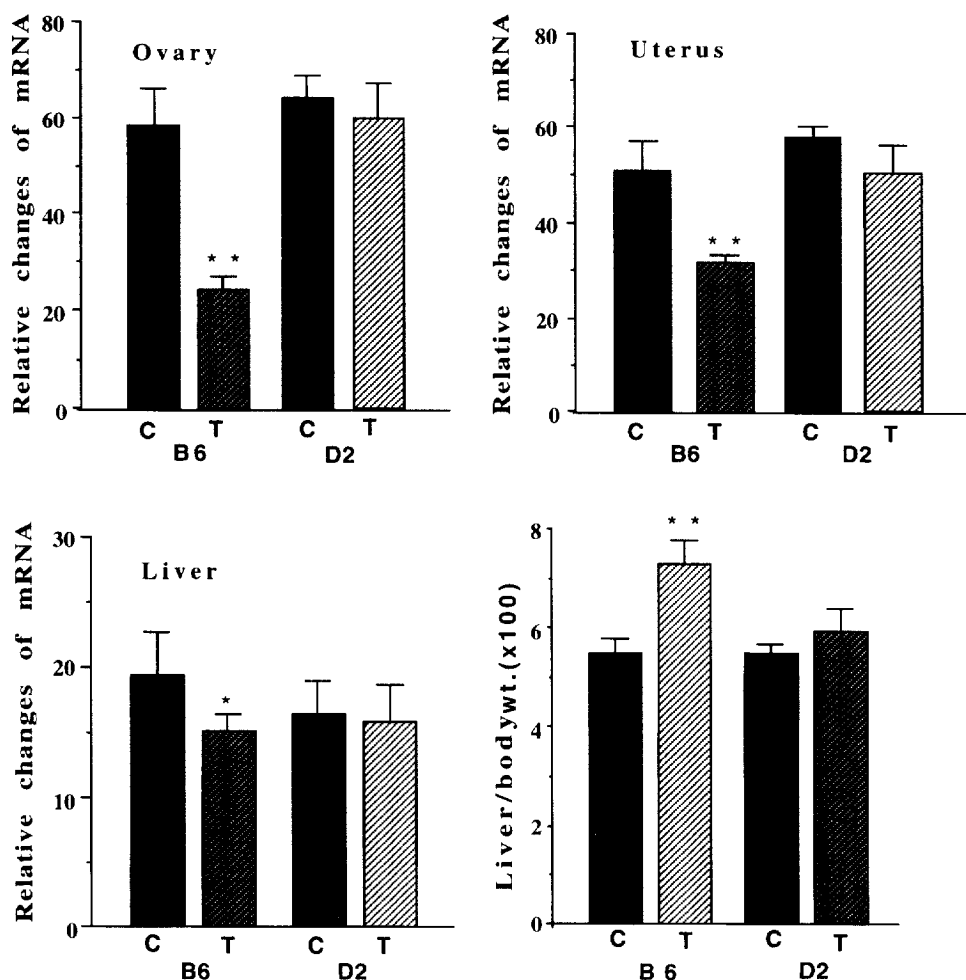 Relative changes of mRNA
80
60
40
20
0
Ovary
* *
C T C T
B6 D2
Relative changes of mRNA
80
60
40
20
0
Uterus
* *
C T C T
B6 D2
Relative changes of mRNA
30
20
10
0
Liver
*
C T C T
B6 D2
Liver/bodywt.(x100)
8
6
4
2
0
* *
C T C T
B6 D2